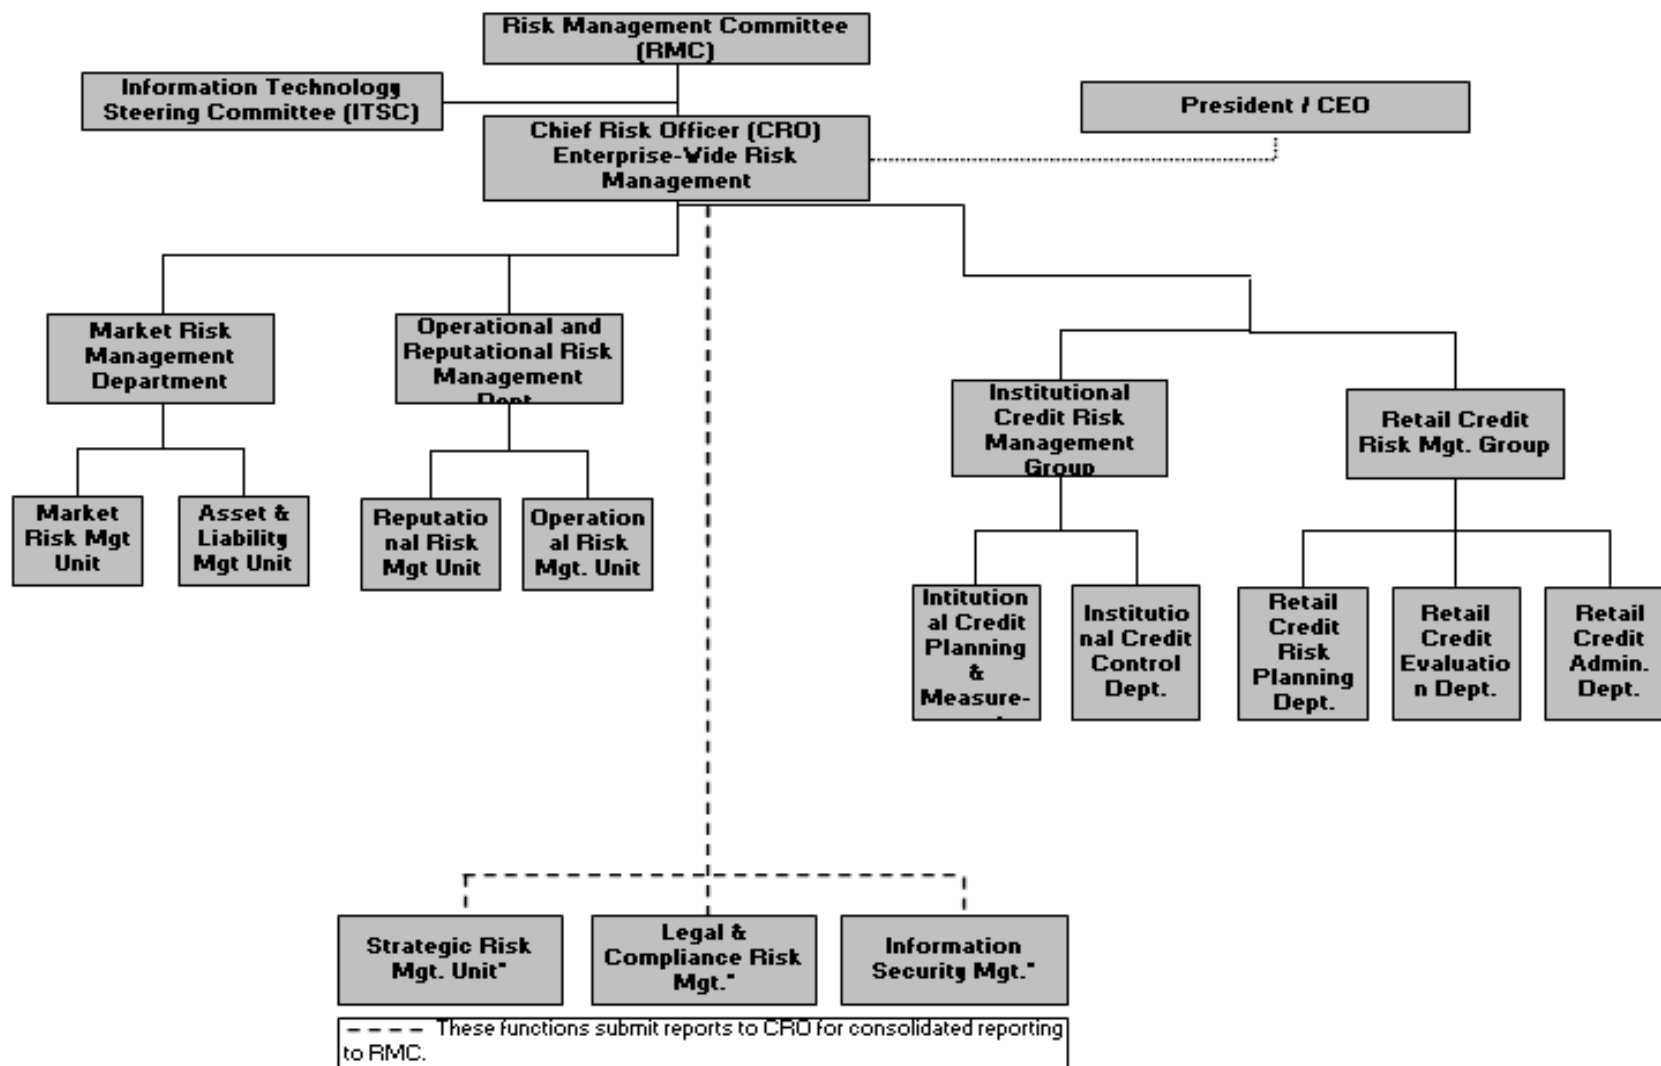 Risk Management Committee
(RMC)
Information Technology
Steering Committee (ITSC)
President / CEO
Chief Risk Officer (CRO)
Enterprise-Wide Risk
Management
Market Risk
Management
Department
Operational and
Reputational Risk
Management
Dept.
Institutional
Credit Risk
Management
Group
Retail Credit
Risk Mgt. Group
Market
Risk Mgt
Unit
Asset &
Liability
Mgt Unit
Reputatio
nal Risk
Mgt Unit
Operation
al Risk
Mgt. Unit
Intitution
al Credit
Planning
&
Measure-
Institutio
nal Credit
Control
Dept.
Retail
Credit
Risk
Planning
Dept.
Retail
Credit
Evaluatio
n Dept.
Retail
Credit
Admin.
Dept.
Strategic Risk
Mgt. Unit*
Legal &
Compliance Risk
Mgt.*
Information
Security Mgt.*
----- These functions submit reports to CRO for consolidated reporting
to RMC.